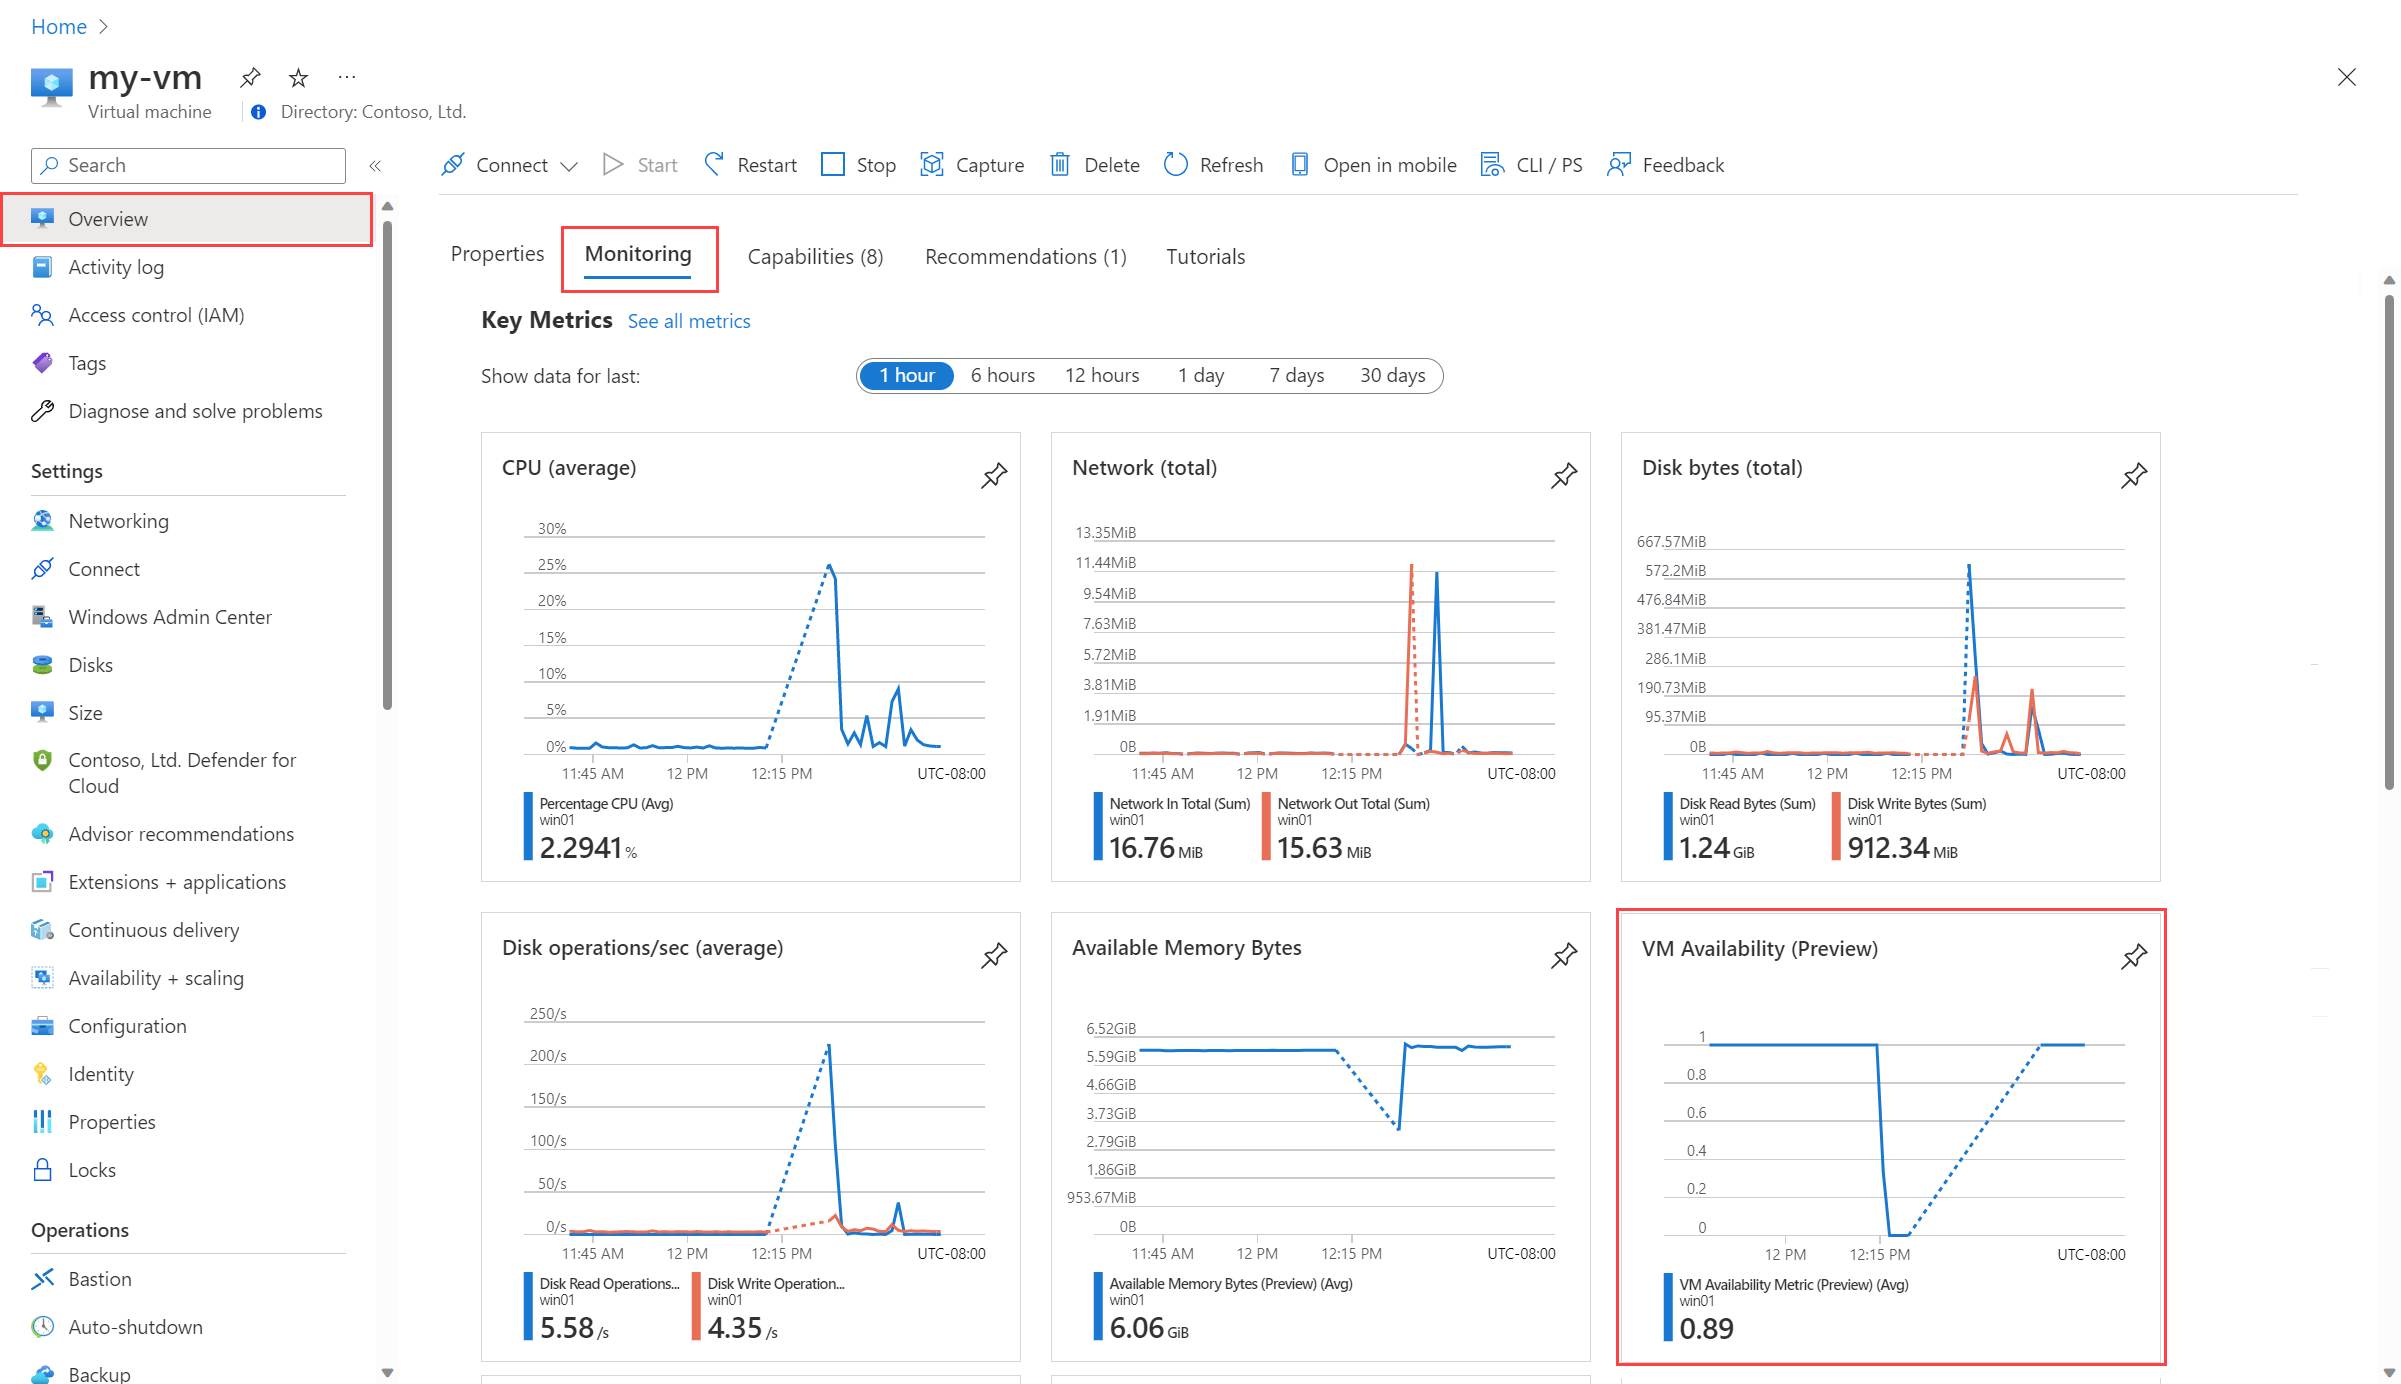 Home
my-vm
Virtual machine
Directory: Contoso, Ltd.
Search
Connect
Start
Restart
Stop
Capture
Delete
Refresh
Open in mobile
CLI / PS
Feedback
Overview
Activity log
Access control (IAM)
Tags
Diagnose and solve problems
Settings
Networking
Connect
Windows Admin Center
Disks
Size
Contoso, Ltd. Defender for
Cloud
Advisor recommendations
Extensions + applications
Continuous delivery
Availability + scaling
Configuration
Identity
Properties
Locks
Operations
Bastion
Auto-shutdown
Backup
Properties
Monitoring
Capabilities (8)
Recommendations (1)
Tutorials
Key Metrics
See all metrics
Show data for last:
1 hour
6 hours
12 hours
1 day
7 days
30 days
CPU (average)
30%
25%
20%
15%
10%
5%
0%
11:45 AM
12 PM
12:15 PM
UTC-08:00
Percentage CPU (Avg)
win01
2.2941 %
Network (total)
13.35MiB
11.44MiB
9.54MiB
7.63MiB
5.72MiB
3.81MiB
1.91MiB
0B
11:45 AM
12 PM
12:15 PM
UTC-08:00
Network In Total (Sum)
win01
16.76 MiB
Network Out Total (Sum)
win01
15.63 MiB
Disk bytes (total)
667.57MiB
572.2MiB
476.84MiB
381.47MiB
286.1MiB
190.73MiB
95.37MiB
0B
11:45 AM
12 PM
12:15 PM
UTC-08:00
Disk Read Bytes (Sum)
win01
1.24 GiB
Disk Write Bytes (Sum)
win01
912.34 MiB
Disk operations/sec (average)
250/s
200/s
150/s
100/s
50/s
0/s
11:45 AM
12 PM
12:15 PM
UTC-08:00
Disk Read Operations...
win01
5.58 /s
Disk Write Operation...
win01
4.35 /s
Available Memory Bytes
6.52GiB
5.59GiB
4.66GiB
3.73GiB
2.79GiB
1.86GiB
953.67MiB
0B
11:45 AM
12 PM
12:15 PM
UTC-08:00
Available Memory Bytes (Preview) (Avg)
win01
6.06 GiB
VM Availability (Preview)
1
0.8
0.6
0.4
0.2
0
12 PM
12:15 PM
UTC-08:00
VM Availability Metric (Preview) (Avg)
win01
0.89